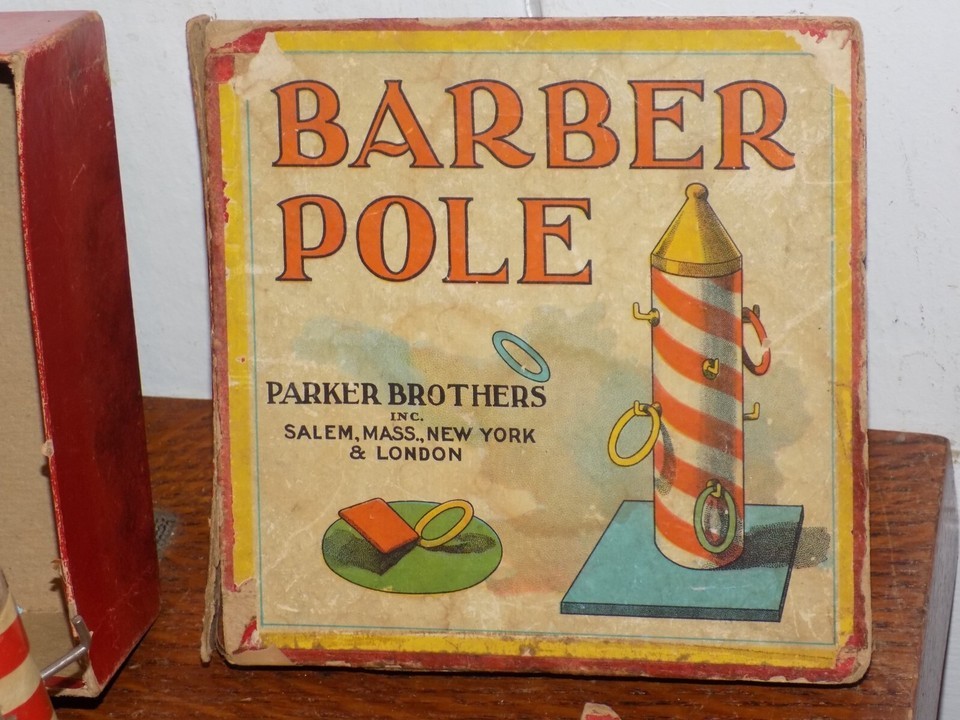 BARBER
POLE
PARKER BROTHERS
INC.
SALEM, MASS., NEW YORK
& LONDON